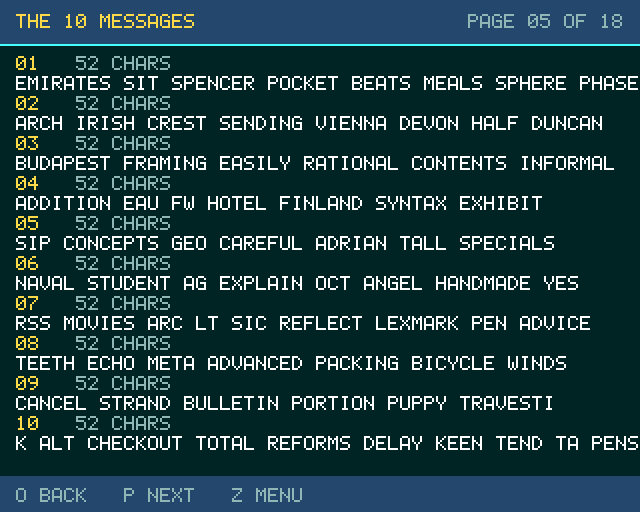 THE 10 MESSAGES PAGE 05 OF 18
01 52 CHARS
EMIRATES SIT SPENCER POCKET BEATS MEALS SPHERE PHASE
02 52 CHARS
ARCH IRISH CREST SENDING VIENNA DEVON HALF DUNCAN
03 52 CHARS
BUDAPEST FRAMING EASILY RATIONAL CONTENTS INFORMAL
04 52 CHARS
ADDITION EAU FW HOTEL FINLAND SYNTAX EXHIBIT
05 52 CHARS
SIP CONCEPTS GEO CAREFUL ADRIAN TALL SPECIALS
06 52 CHARS
NAVAL STUDENT AG EXPLAIN OCT ANGEL HANDMADE YES
07 52 CHARS
RSS MOVIES ARC LT SIC REFLECT LEXMARK PEN ADVICE
08 52 CHARS
TEETH ECHO META ADVANCED PACKING BICYCLE WINDS
09 52 CHARS
CANCEL STRAND BULLETIN PORTION PUPPY TRAVESTI
10 52 CHARS
K ALT CHECKOUT TOTAL REFORMS DELAY KEEN TEND TA PENS
O BACK P NEXT Z MENU